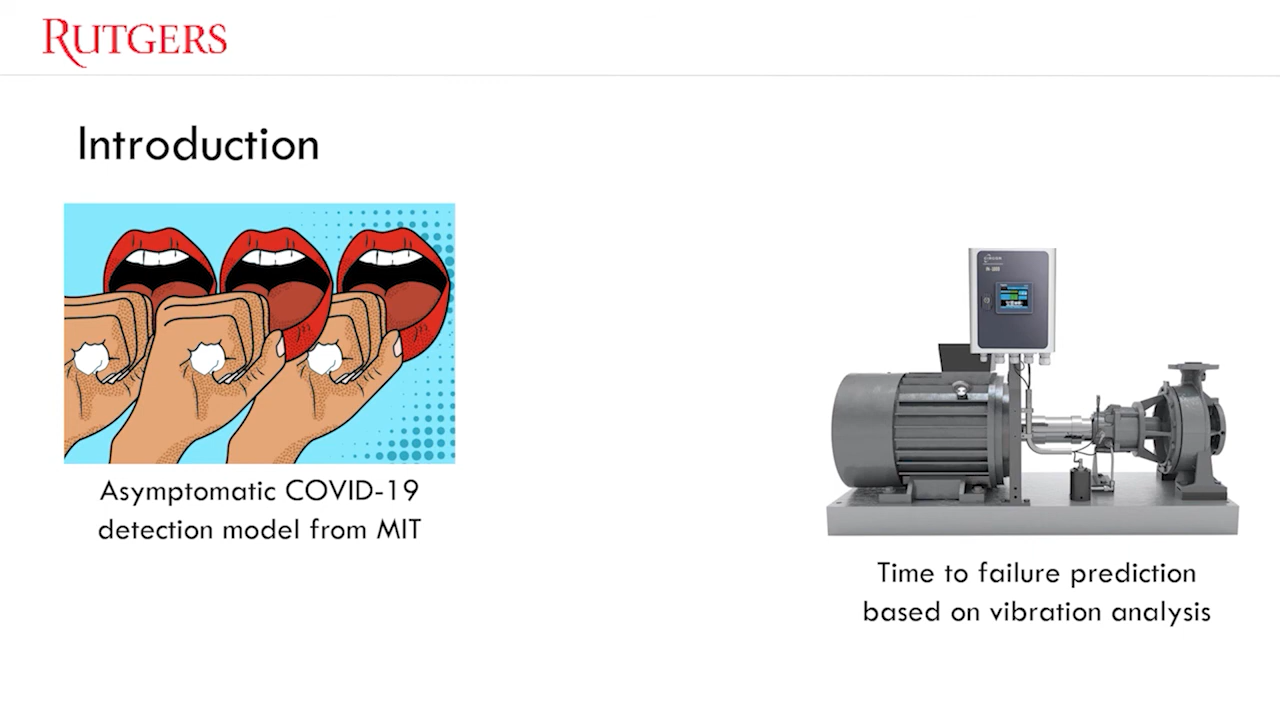 RUTGERS
Introduction
Asymptomatic COVID-19
detection model from MIT
Time to failure prediction
based on vibration analysis